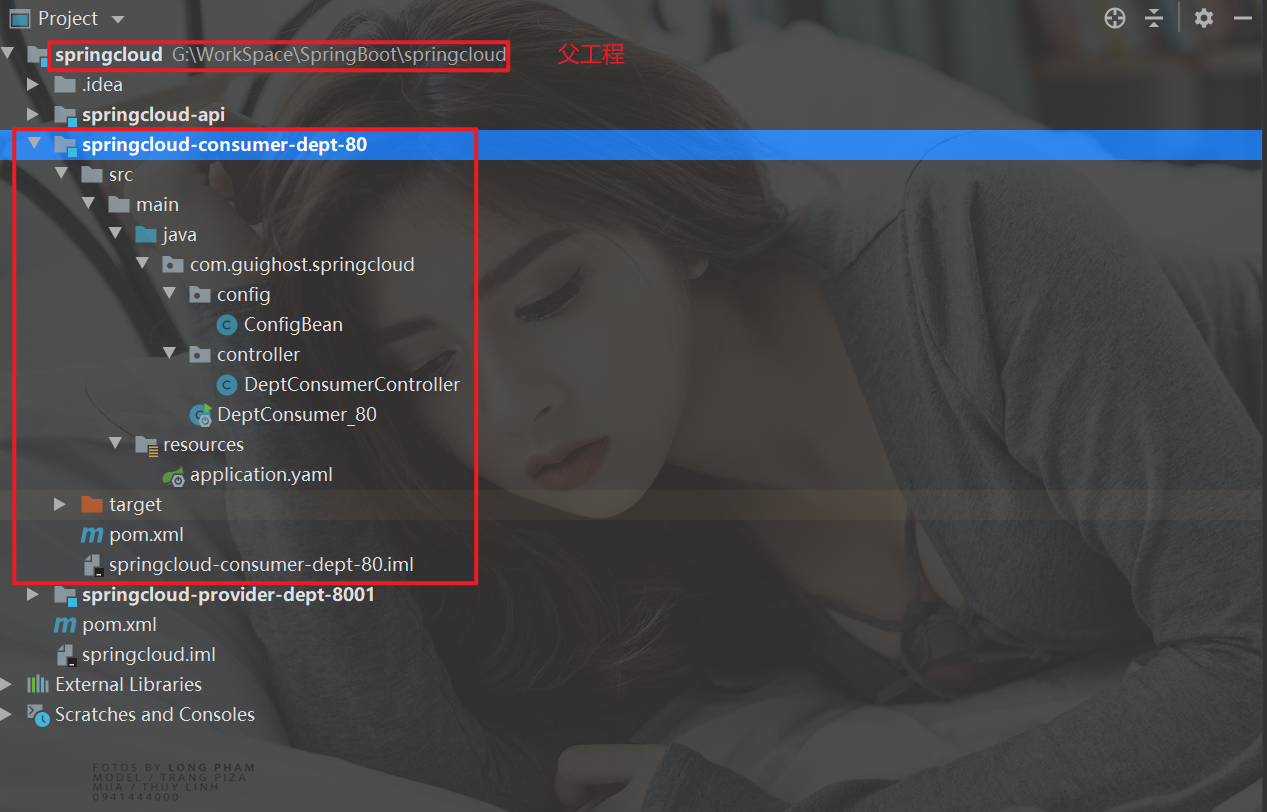 Project
springcloud G:\WorkSpace\SpringBoot\springcloud 父工程
.idea
springcloud-api
springcloud-consumer-dept-80
src
main
java
com.guighost.springcloud
config
ConfigBean
controller
DeptConsumerController
DeptConsumer_80
resources
application.yaml
target
pom.xml
springcloud-consumer-dept-80.iml
springcloud-provider-dept-8001
pom.xml
springcloud.iml
External Libraries
Scratches and Consoles
FOTOS BY LONG PHAM
MODEL / TRANG PIZA
MUA / THUY LINH
0941444000